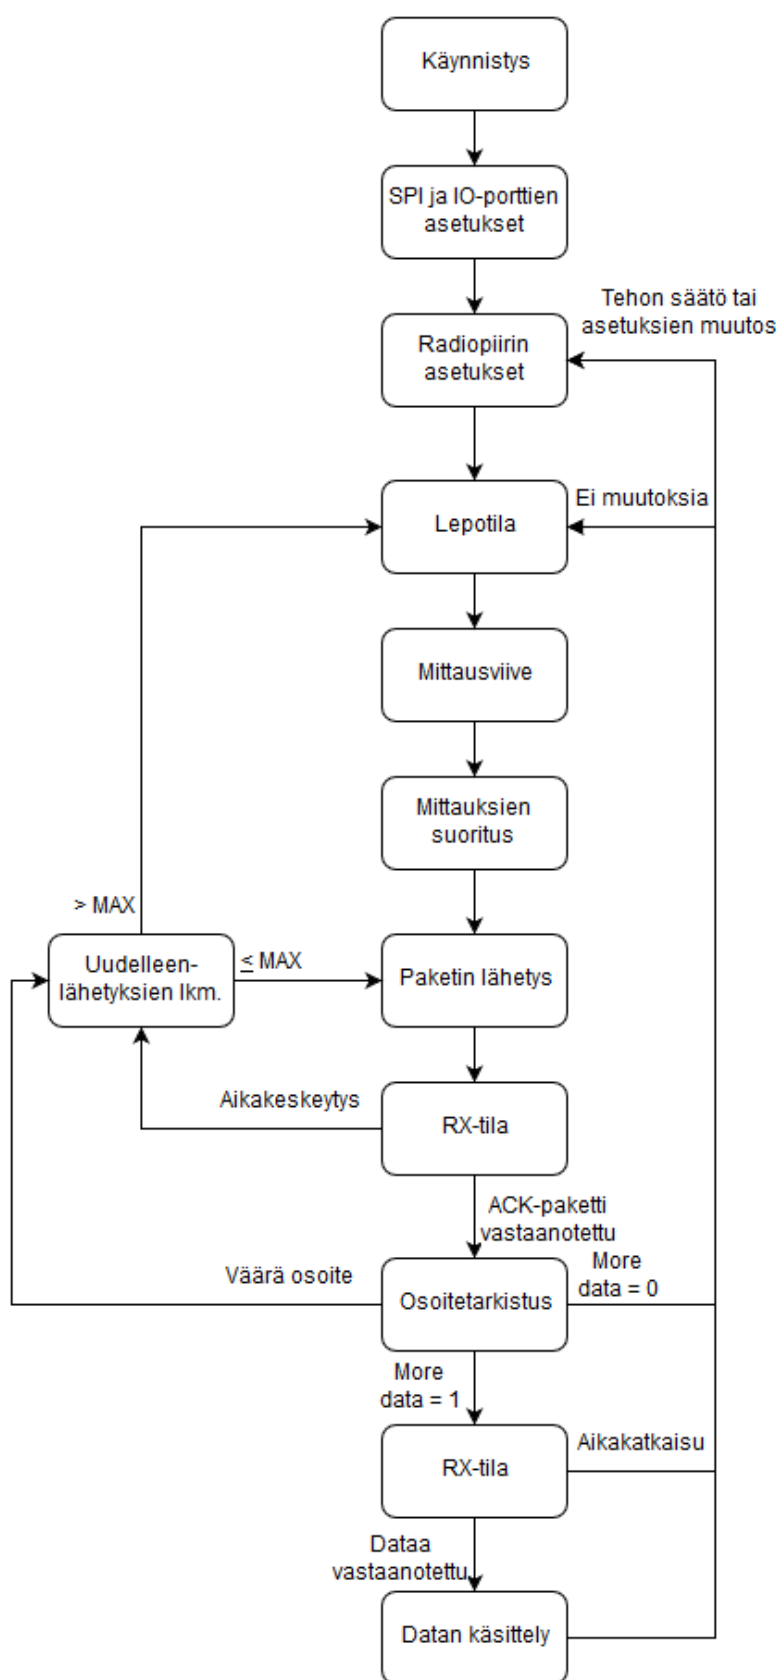 Käynnistys
SPI ja IO-porttien
asetukset
Tehon säätö tai
asetuksien muutos
Radiopiirin
asetukset
Ei muutoksia
Lepotila
Mittausviive
Mittauksien
suoritus
> MAX
Uudelleen-
lähetyksien lkm.
≤ MAX
Paketin lähetys
Aikakeskeytys
RX-tila
ACK-paketti
vastaanotettu
Väärä osoite
Osoitetarkistus
More
data = 0
More
data = 1
RX-tila
Aikakatkaisu
Dataa
vastaanotettu
Datan käsittely